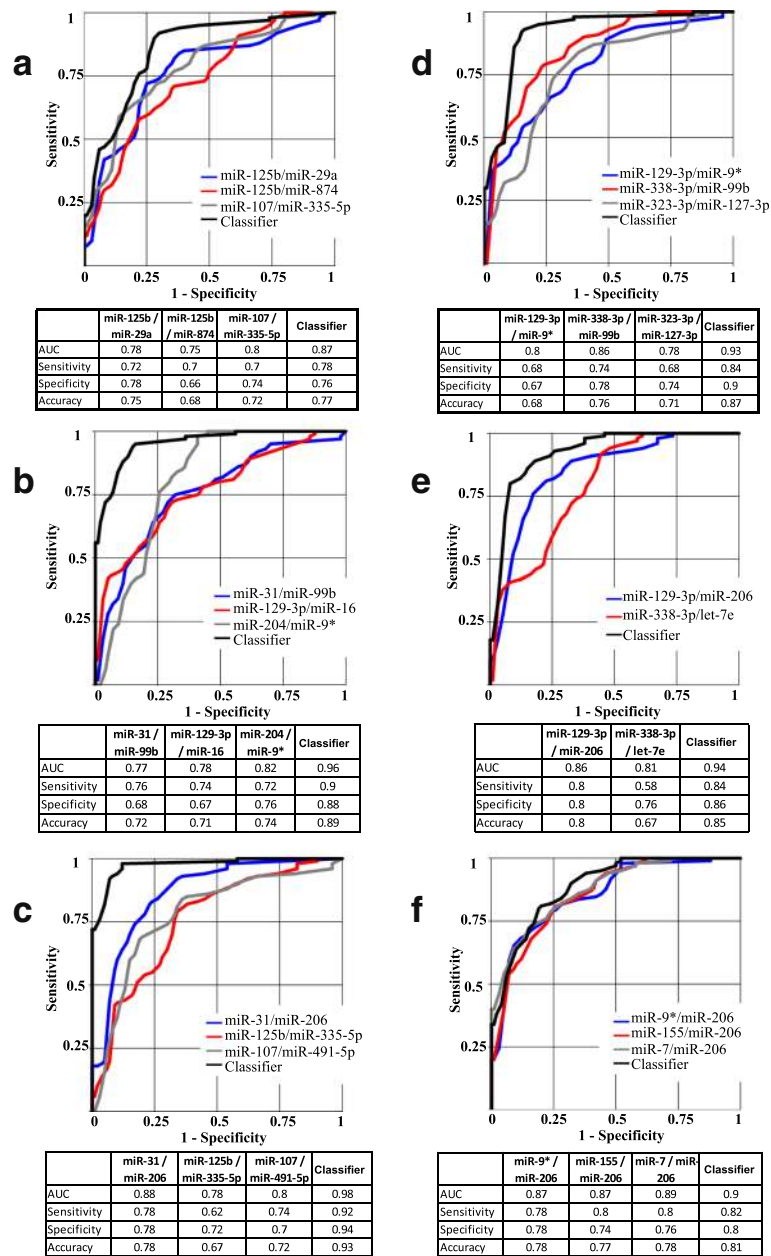 a
1
0.75
0.5
0.25
Sensitivity
miR-125b/miR-29a
miR-125b/miR-874
miR-107/miR-335-5p
Classifier
0.25 0.5 0.75 1
1 - Specificity
miR-125b / miR-29a | miR-125b / miR-874 | miR-107 / miR-335-5p | Classifier
AUC 0.78 0.75 0.8 0.87
Sensitivity 0.72 0.7 0.7 0.78
Specificity 0.78 0.66 0.74 0.76
Accuracy 0.75 0.68 0.72 0.77
b
1
0.75
0.5
0.25
Sensitivity
miR-31/miR-99b
miR-129-3p/miR-16
miR-204/miR-9*
Classifier
0.25 0.5 0.75 1
1 - Specificity
miR-31 / miR-99b | miR-129-3p / miR-16 | miR-204 / miR-9* | Classifier
AUC 0.77 0.78 0.82 0.96
Sensitivity 0.76 0.74 0.72 0.9
Specificity 0.68 0.67 0.76 0.88
Accuracy 0.72 0.71 0.74 0.89
c
1
0.75
0.5
0.25
Sensitivity
miR-31/miR-206
miR-125b/miR-335-5p
miR-107/miR-491-5p
Classifier
0.25 0.5 0.75 1
1 - Specificity
miR-31 / miR-206 | miR-125b / miR-335-5p | miR-107 / miR-491-5p | Classifier
AUC 0.88 0.78 0.8 0.98
Sensitivity 0.78 0.62 0.74 0.92
Specificity 0.78 0.72 0.7 0.94
Accuracy 0.78 0.67 0.72 0.93
d
1
0.75
0.5
0.25
Sensitivity
miR-129-3p/miR-9*
miR-338-3p/miR-99b
miR-323-3p/miR-127-3p
Classifier
0.25 0.5 0.75 1
1 - Specificity
miR-129-3p / miR-9* | miR-338-3p / miR-99b | miR-323-3p / miR-127-3p | Classifier
AUC 0.8 0.86 0.78 0.93
Sensitivity 0.68 0.74 0.68 0.84
Specificity 0.67 0.78 0.74 0.9
Accuracy 0.68 0.76 0.71 0.87
e
1
0.75
0.5
0.25
Sensitivity
miR-129-3p/miR-206
miR-338-3p/let-7e
Classifier
0.25 0.5 0.75 1
1 - Specificity
miR-129-3p / miR-206 | miR-338-3p / let-7e | Classifier
AUC 0.86 0.81 0.94
Sensitivity 0.8 0.58 0.84
Specificity 0.8 0.76 0.86
Accuracy 0.8 0.67 0.85
f
1
0.75
0.5
0.25
Sensitivity
miR-9*/miR-206
miR-155/miR-206
miR-7/miR-206
Classifier
0.25 0.5 0.75 1
1 - Specificity
miR-9* / miR-206 | miR-155 / miR-206 | miR-7 / miR-206 | Classifier
AUC 0.87 0.87 0.89 0.9
Sensitivity 0.78 0.8 0.8 0.82
Specificity 0.78 0.74 0.76 0.8
Accuracy 0.78 0.77 0.78 0.81